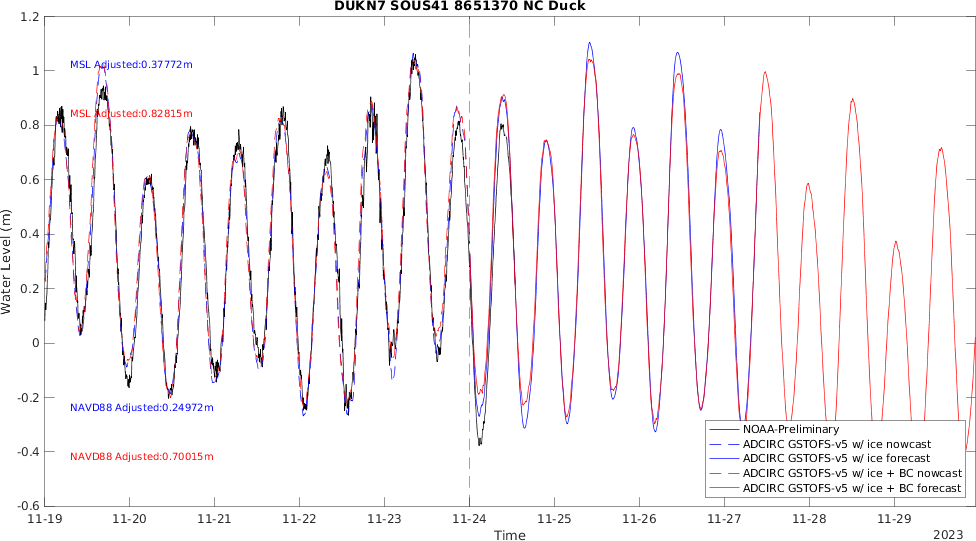 DUKN7 SOUS41 8651370 NC Duck
1.2
1
0.8
0.6
0.4
0.2
0
-0.2
-0.4
-0.6
Water Level (m)
MSL Adjusted:0.37772m
MSL Adjusted:0.82815m
NAVD88 Adjusted:0.24972m
NAVD88 Adjusted:0.70015m
NOAA-Preliminary
ADCIRC GSTOFS-v5 w/ ice nowcast
ADCIRC GSTOFS-v5 w/ ice forecast
ADCIRC GSTOFS-v5 w/ ice + BC nowcast
ADCIRC GSTOFS-v5 w/ ice + BC forecast
11-19 11-20 11-21 11-22 11-23 11-24 11-25 11-26 11-27 11-28 11-29
Time
2023